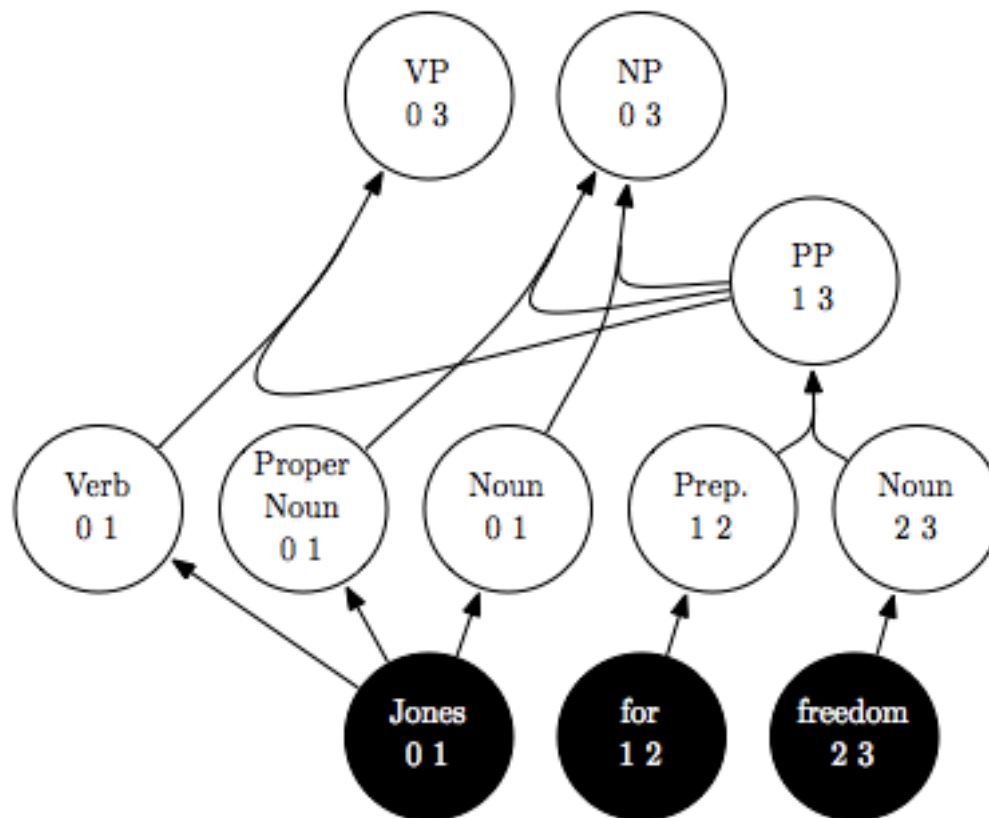 VP
0 3
NP
0 3
PP
1 3
Verb
0 1
Proper
Noun
0 1
Noun
0 1
Prep.
1 2
Noun
2 3
Jones
0 1
for
1 2
freedom
2 3